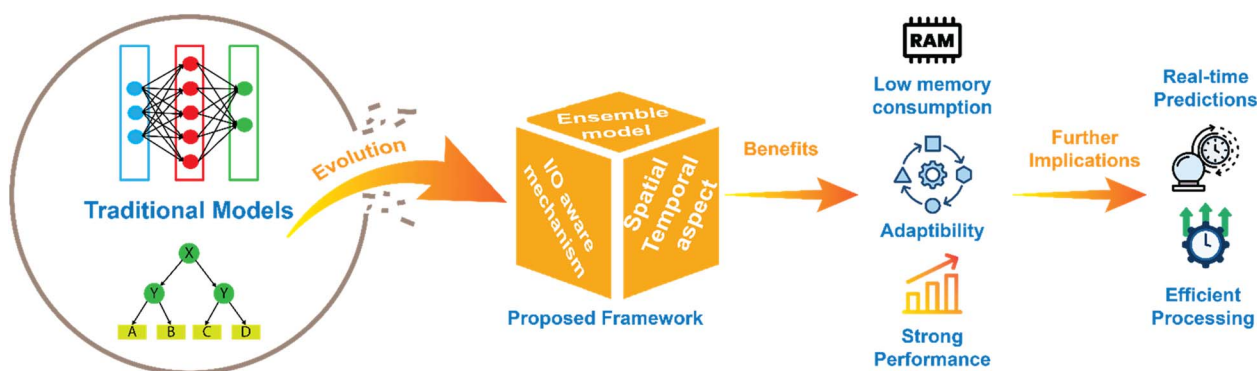 Traditional Models
X
Y
Y
A
B
C
D
Evolution
Ensemble
model
I/O aware
mechanism
Spatial
Temporal
aspect
Proposed Framework
Benefits
RAM
Low memory
consumption
Adaptibility
Strong
Performance
Further
Implications
Real-time
Predictions
Efficient
Processing